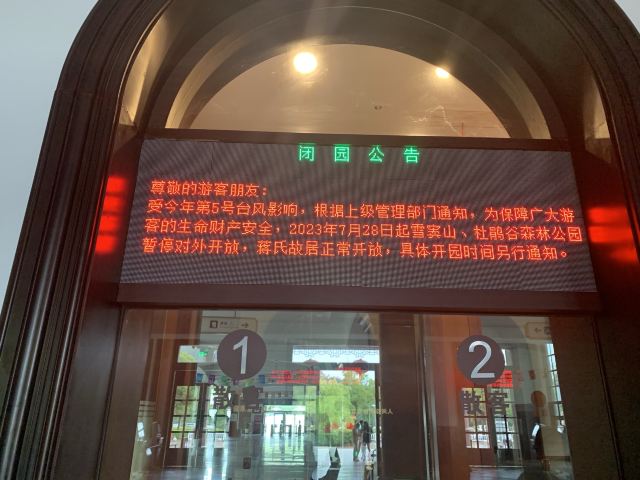 闭园公告
尊敬的游客朋友：
受今年第5号台风影响，根据上级管理部门通知，为保障广大游
客的生命财产安全，2023年7月28日起雪窦山、杜鹃谷森林公园
暂停对外开放，蒋氏故居正常开放，具体开园时间另行通知。
1
2
散客
散客